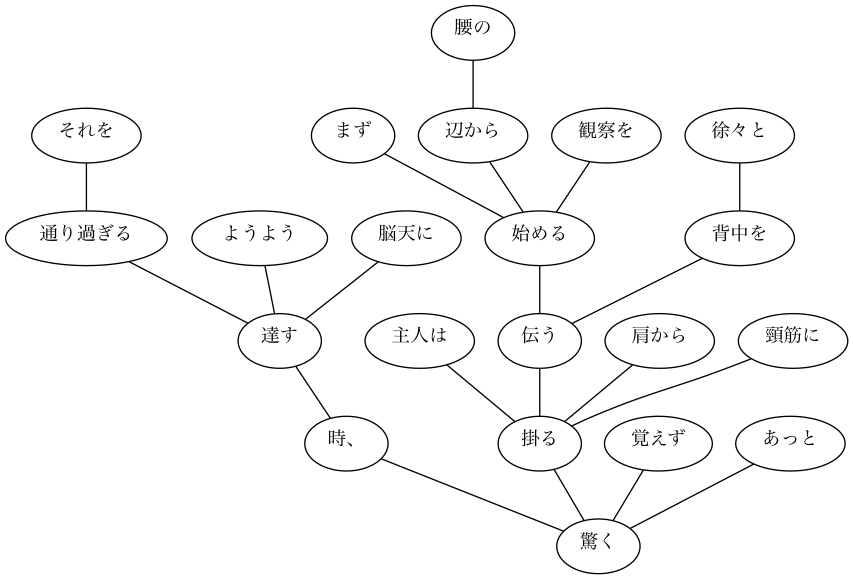 腰の
それを
まず
辺から
観察を
徐々と
通り過ぎる
ようよう
脳天に
始める
背中を
達す
主人は
伝う
肩から
頸筋に
時、
掛る
覚えず
あっと
驚く